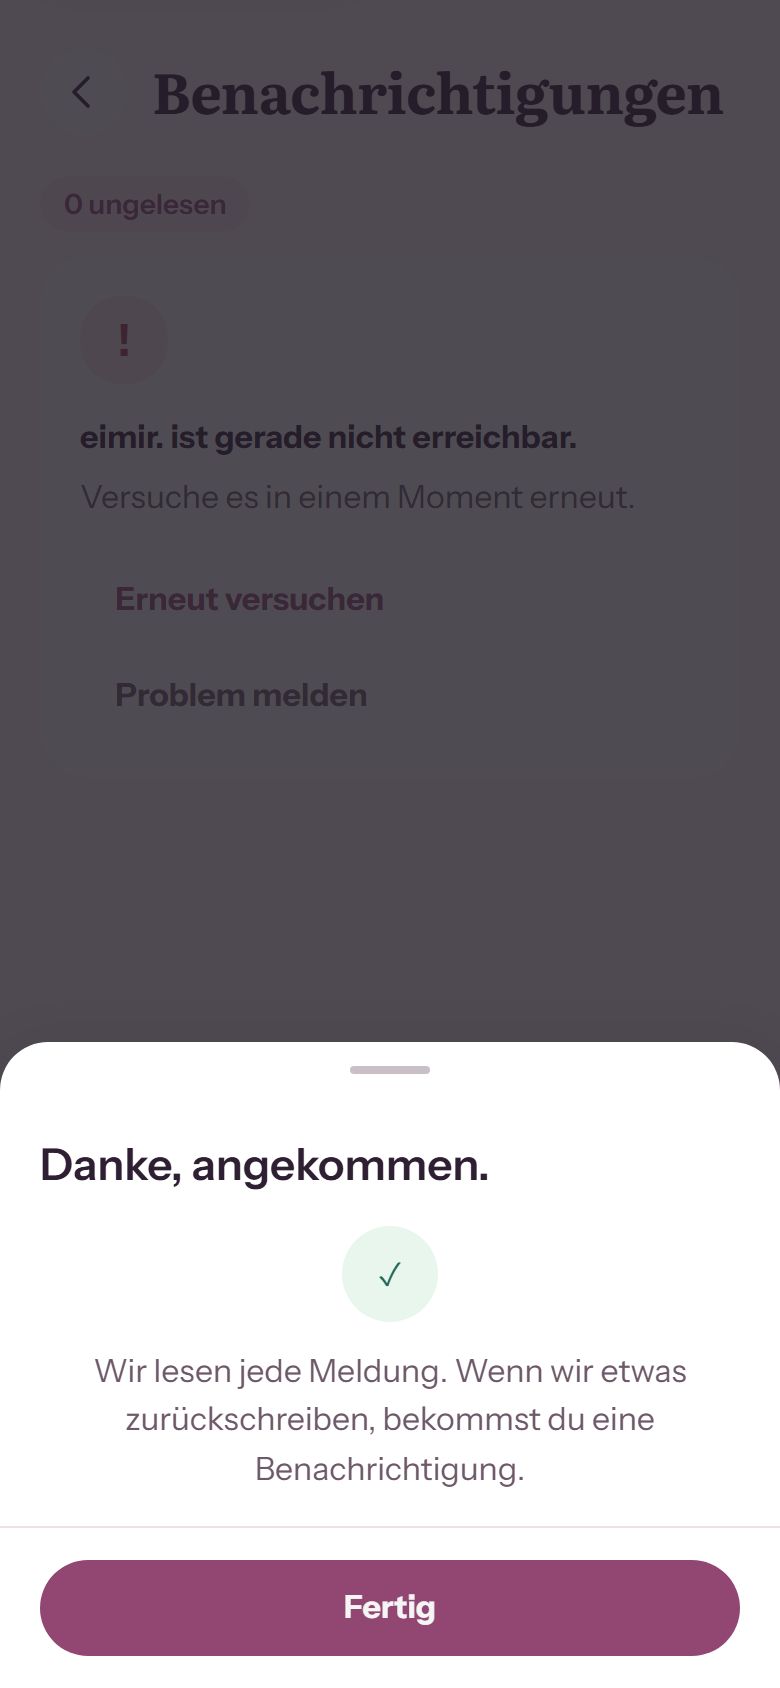 Benachrichtigungen
0 ungelesen
!
eimir. ist gerade nicht erreichbar.
Versuche es in einem Moment erneut.
Erneut versuchen
Problem melden
Danke, angekommen.
✓
Wir lesen jede Meldung. Wenn wir etwas
zurückschreiben, bekommst du eine
Benachrichtigung.
Fertig